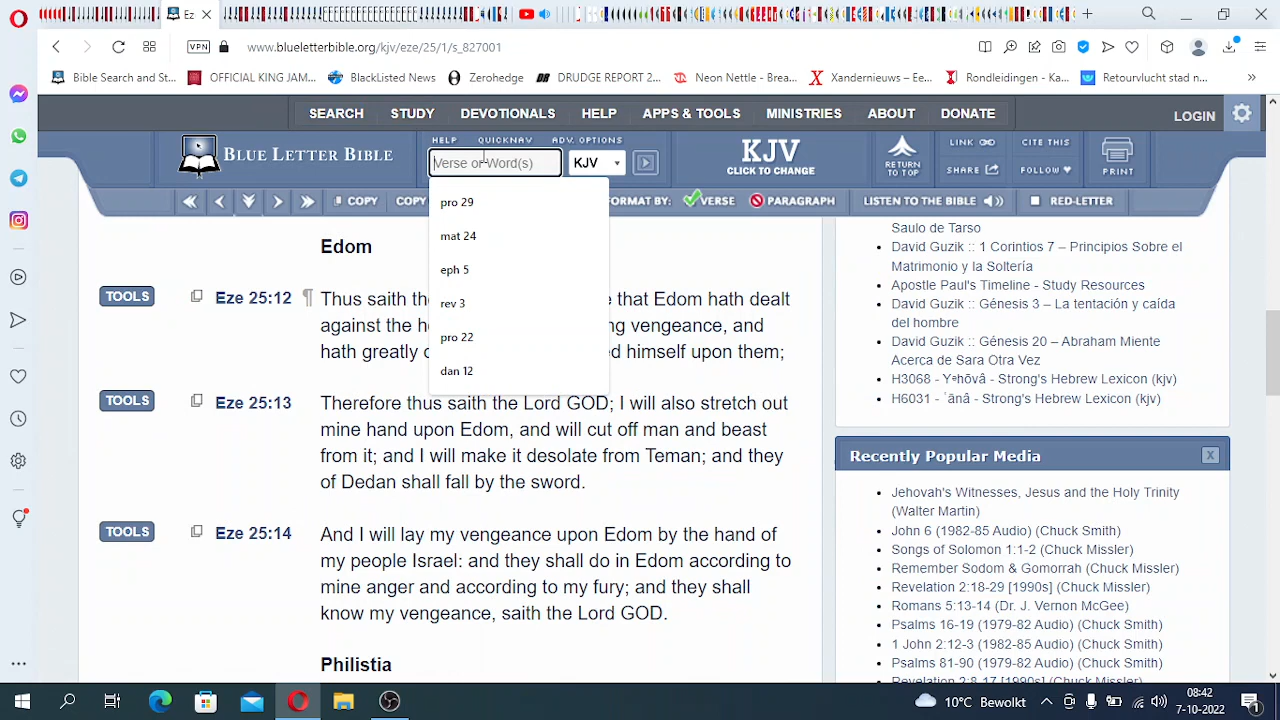 Ez
www.blueletterbible.org/kjv/eze/25/1/s_827001
VPN
Bible Search and St...
OFFICIAL KING JAM...
BlackListed News
Zerohedge
DRUDGE REPORT 2...
Neon Nettle - Brea...
Xandernieuws – Ee...
Rondleidingen - Ka...
Retourvlucht stad n...
SEARCH
STUDY
DEVOTIONALS
HELP
APPS & TOOLS
MINISTRIES
ABOUT
DONATE
LOGIN
BLUE LETTER BIBLE
HELP
QUICKNAV
ADV. OPTIONS
Verse or Word(s)
KJV
KJV
CLICK TO CHANGE
RETURN
TO TOP
LINK
SHARE
CITE THIS
FOLLOW
PRINT
COPY
COPY
FORMAT BY:
VERSE
PARAGRAPH
LISTEN TO THE BIBLE
RED-LETTER
pro 29
mat 24
eph 5
rev 3
pro 22
dan 12
Edom
TOOLS
Eze 25:12
¶ Thus saith th e that Edom hath dealt
against the h ng vengeance, and
hath greatly d himself upon them;
TOOLS
Eze 25:13
Therefore thus saith the Lord GOD; I will also stretch out
mine hand upon Edom, and will cut off man and beast
from it; and I will make it desolate from Teman; and they
of Dedan shall fall by the sword.
TOOLS
Eze 25:14
And I will lay my vengeance upon Edom by the hand of
my people Israel: and they shall do in Edom according to
mine anger and according to my fury; and they shall
know my vengeance, saith the Lord GOD.
Philistia
Saulo de Tarso
David Guzik :: 1 Corintios 7 – Principios Sobre el
Matrimonio y la Soltería
Apostle Paul's Timeline - Study Resources
David Guzik :: Génesis 3 – La tentación y caída
del hombre
David Guzik :: Génesis 20 – Abraham Miente
Acerca de Sara Otra Vez
H3068 - Yᵊhōvâ - Strong's Hebrew Lexicon (kjv)
H6031 - ʿānâ - Strong's Hebrew Lexicon (kjv)
Recently Popular Media
X
Jehovah's Witnesses, Jesus and the Holy Trinity
(Walter Martin)
John 6 (1982-85 Audio) (Chuck Smith)
Songs of Solomon 1:1-2 (Chuck Missler)
Remember Sodom & Gomorrah (Chuck Missler)
Revelation 2:18-29 [1990s] (Chuck Missler)
Romans 5:13-14 (Dr. J. Vernon McGee)
Psalms 16-19 (1979-82 Audio) (Chuck Smith)
1 John 2:12-3 (1982-85 Audio) (Chuck Smith)
Psalms 81-90 (1979-82 Audio) (Chuck Smith)
Revelation 2:8-17 [1990s] (Chuck Missler)
10°C Bewolkt
08:42
7-10-2022
1